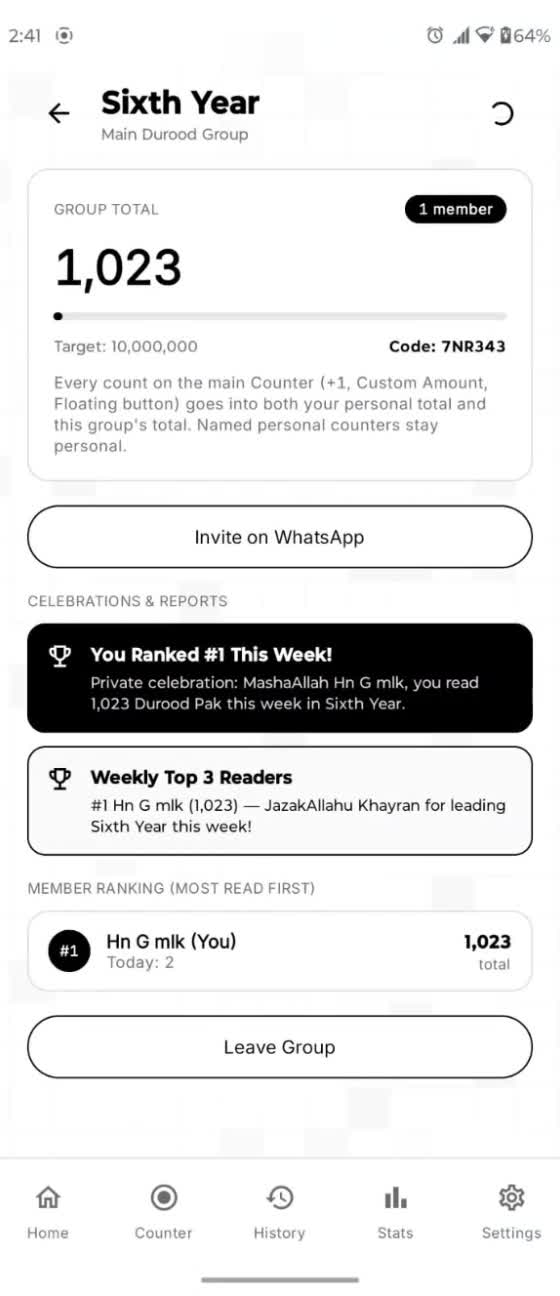 2:41
64%
Sixth Year
Main Durood Group
GROUP TOTAL
1 member
1,023
Target: 10,000,000
Code: 7NR343
Every count on the main Counter (+1, Custom Amount,
Floating button) goes into both your personal total and
this group's total. Named personal counters stay
personal.
Invite on WhatsApp
CELEBRATIONS & REPORTS
You Ranked #1 This Week!
Private celebration: MashaAllah Hn G mlk, you read
1,023 Durood Pak this week in Sixth Year.
Weekly Top 3 Readers
#1 Hn G mlk (1,023) — JazakAllahu Khayran for leading
Sixth Year this week!
MEMBER RANKING (MOST READ FIRST)
#1
Hn G mlk (You)
Today: 2
1,023
total
Leave Group
Home
Counter
History
Stats
Settings